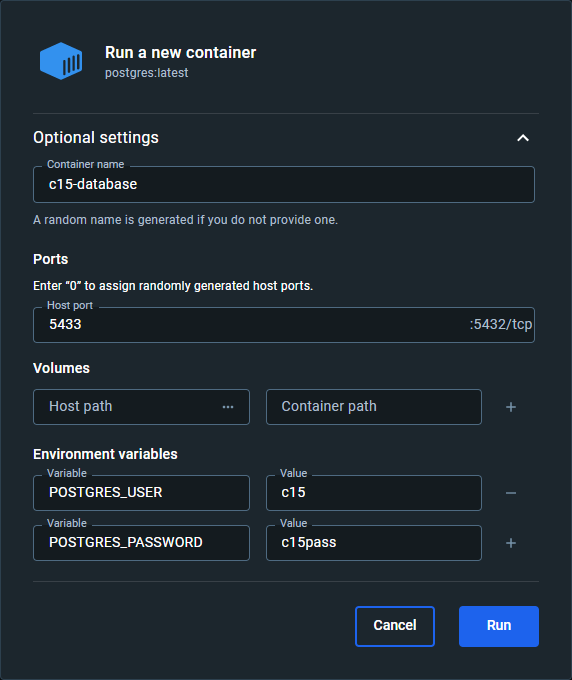 Run a new container
postgres:latest
Optional settings
Container name
c15-database
A random name is generated if you do not provide one.
Ports
Enter “0” to assign randomly generated host ports.
Host port
5433 :5432/tcp
Volumes
Host path ··· Container path +
Environment variables
Variable Value
POSTGRES_USER c15 −
Variable Value
POSTGRES_PASSWORD c15pass +
Cancel Run